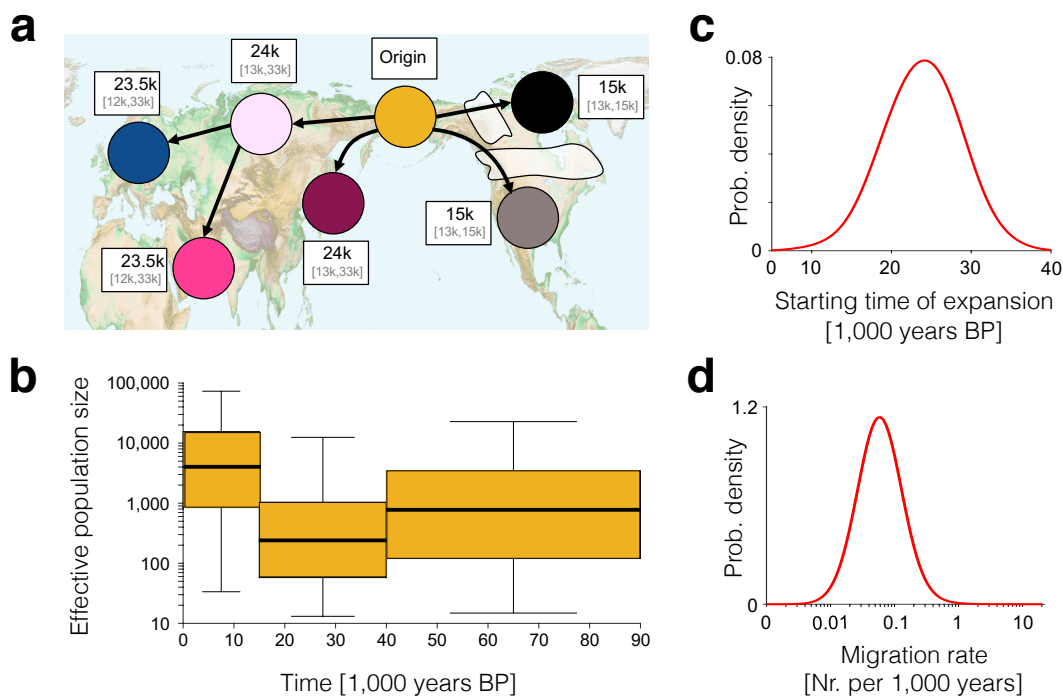 a
24k
[13k,33k]
Origin
23.5k
[12k,33k]
15k
[13k,15k]
15k
[13k,15k]
23.5k
[12k,33k]
24k
[13k,33k]
b
Effective population size
100,000
10,000
1,000
100
10
0 10 20 30 40 50 60 70 80 90
Time [1,000 years BP]
c
Prob. density
0.08
0
0 10 20 30 40
Starting time of expansion
[1,000 years BP]
d
Prob. density
1.2
0
0 0.01 0.1 1 10
Migration rate
[Nr. per 1,000 years]